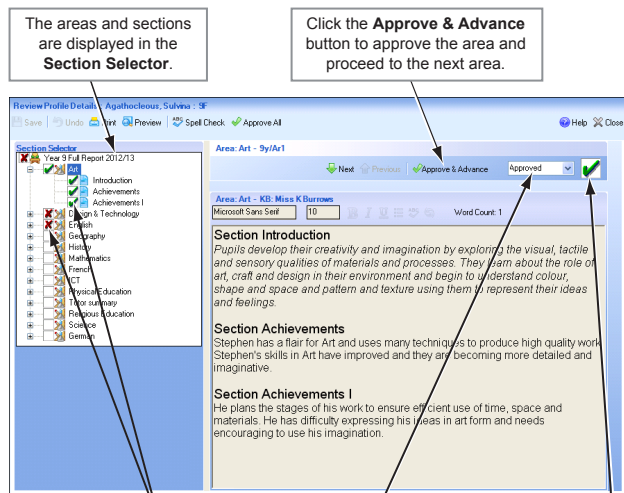 The areas and sections
are displayed in the
Section Selector.
Click the Approve & Advance
button to approve the area and
proceed to the next area.
Review Profile Details : Agathocleous, Sulvina : 9F
Save Undo Print Preview Spell Check Approve All Help Close
Section Selector
Year 9 Full Report 2012/13
Art
Introduction
Achievements
Achievements I
Design & Technology
English
Geography
History
Mathematics
French
ICT
Physical Education
Tutor summary
Religious Education
Science
German
Area: Art - 9y/Ar1
Next Previous Approve & Advance Approved
Area: Art - KB: Miss K Burrows
Microsoft Sans Serif 10 B I U Word Count: 1
Section Introduction
Pupils develop their creativity and imagination by exploring the visual, tactile
and sensory qualities of materials and processes. They learn about the role of
art, craft and design in their environment and begin to understand colour,
shape and space and pattern and texture using them to represent their ideas
and feelings.
Section Achievements
Stephen has a flair for Art and uses many techniques to produce high quality work
Stephen's skills in Art have improved and they are becoming more detailed and
imaginative.
Section Achievements I
He plans the stages of his work to ensure efficient use of time, space and
materials. He has difficulty expressing his ideas in art form and needs
encouraging to use his imagination.